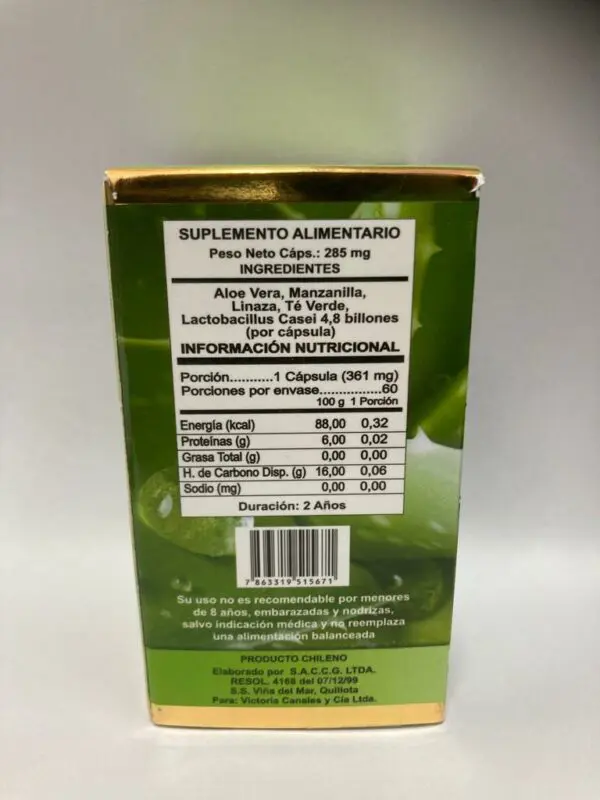 SUPLEMENTO ALIMENTARIO
Peso Neto Cáps.: 285 mg
INGREDIENTES
Aloe Vera, Manzanilla,
Linaza, Té Verde,
Lactobacillus Casei 4,8 billones
(por cápsula)
INFORMACIÓN NUTRICIONAL
Porción...........1 Cápsula (361 mg)
Porciones por envase................60
100 g 1 Porción
Energía (kcal) 88,00 0,32
Proteínas (g) 6,00 0,02
Grasa Total (g) 0,00 0,00
H. de Carbono Disp. (g) 16,00 0,06
Sodio (mg) 0,00 0,00
Duración: 2 Años
7 863319 515671
Su uso no es recomendable por menores
de 8 años, embarazadas y nodrizas,
salvo indicación médica y no reemplaza
una alimentación balanceada
PRODUCTO CHILENO
Elaborado por S.A.C.C.G. LTDA.
RESOL. 4168 del 07/12/99
S.S. Viña del Mar, Quillota
Para: Victoria Canales y Cía Ltda.